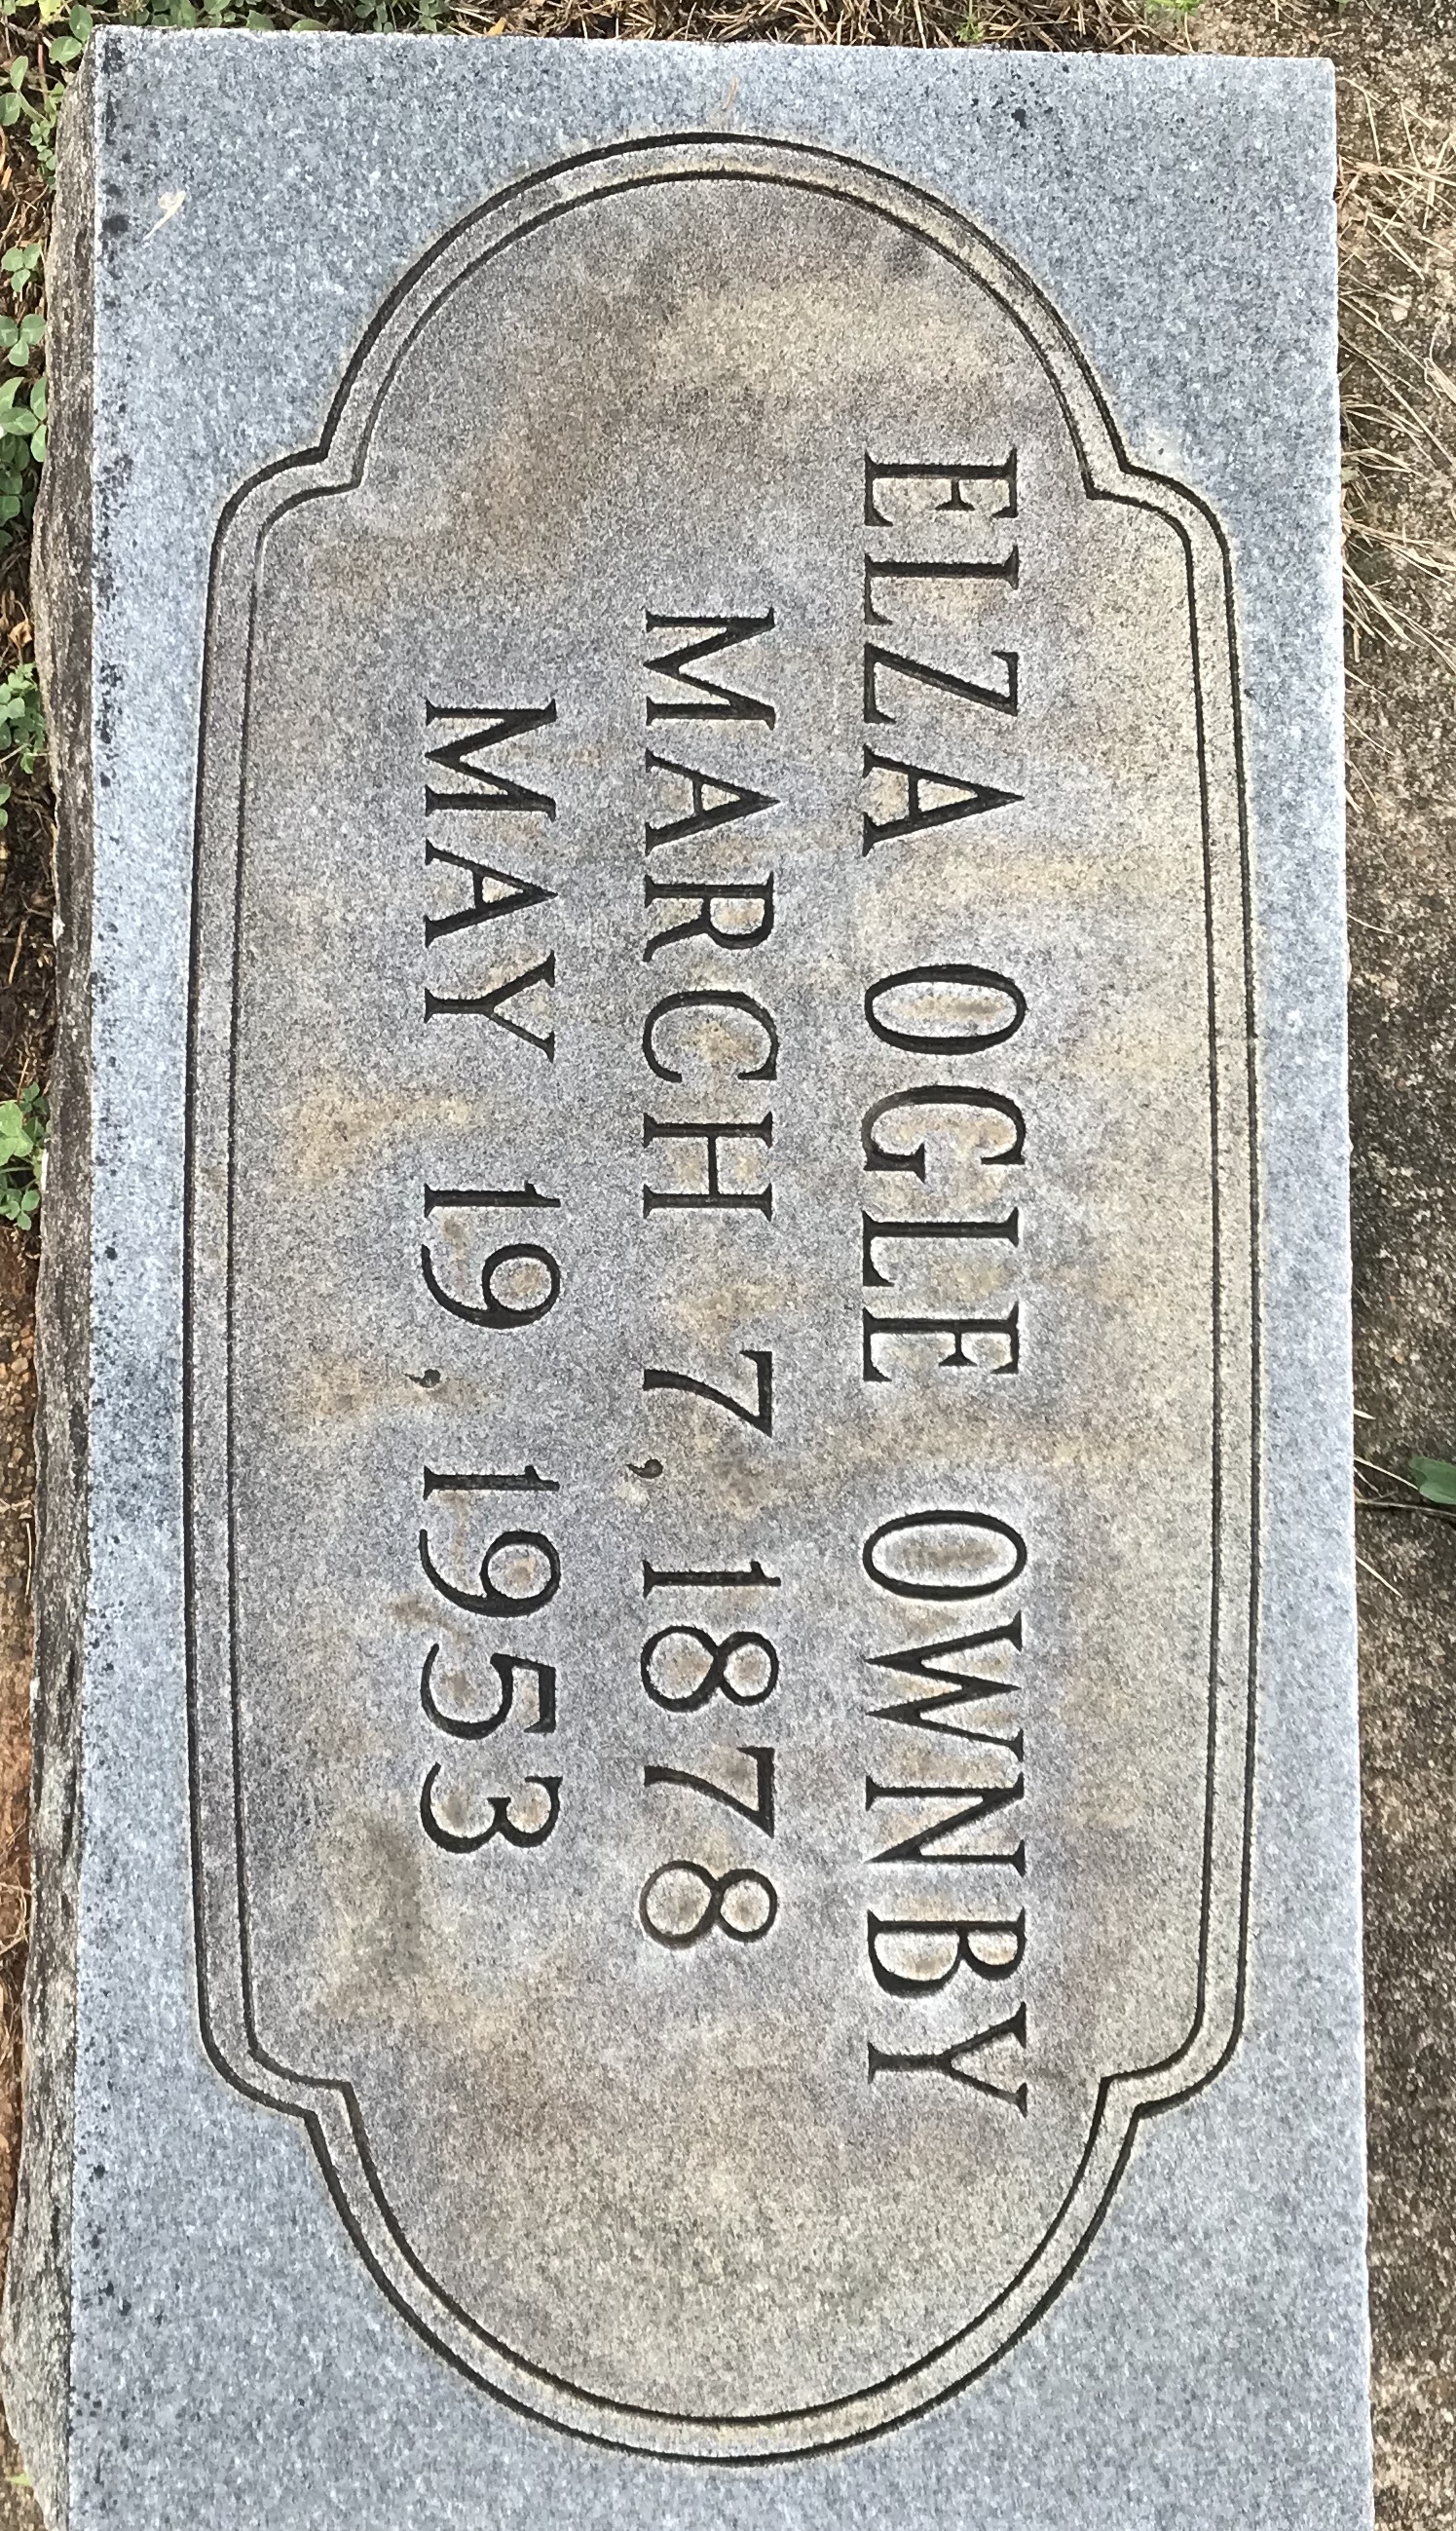 ELZA OGLE OWNBY
MARCH 7, 1878
MAY 19, 1953